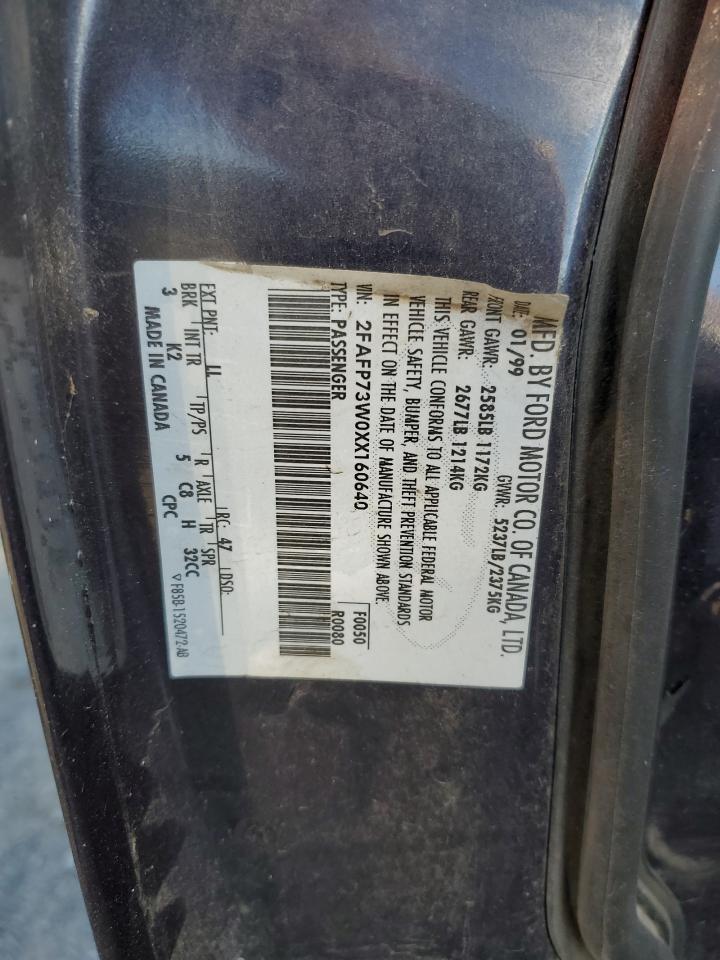 MFD. BY FORD MOTOR CO. OF CANADA, LTD.
DATE: 01/99 GVWR: 5237LB/2375KG
FRONT GAWR: 2585LB 1172KG
REAR GAWR: 2677LB 1214KG
THIS VEHICLE CONFORMS TO ALL APPLICABLE FEDERAL MOTOR
VEHICLE SAFETY, BUMPER, AND THEFT PREVENTION STANDARDS
IN EFFECT ON THE DATE OF MANUFACTURE SHOWN ABOVE.
VIN: 2FAFP73W0XX160640 F0050
TYPE: PASSENGER R0080
EXT PNT: LL RC: 47 DSO:
BRK INT TR TP/PS R AXLE TR SPR
3 K2 5 C8 H 32CC
MADE IN CANADA CPC F85B-1520472-AB